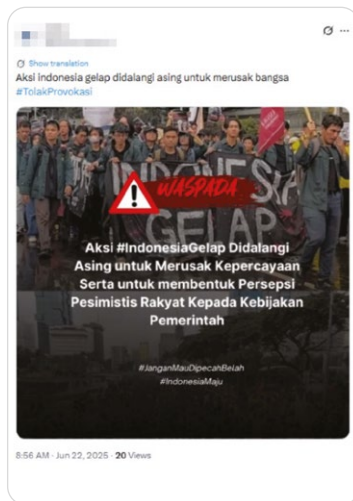 Show translation
Aksi indonesia gelap didalangi asing untuk merusak bangsa
#TolakProvokasi
INDONESIA
GELAP
WASPADA
Aksi #IndonesiaGelap Didalangi
Asing untuk Merusak Kepercayaan
Serta untuk membentuk Persepsi
Pesimistis Rakyat Kepada Kebijakan
Pemerintah
#JanganMauDipecahBelah
#IndonesiaMaju
8:56 AM · Jun 22, 2025 · 20 Views